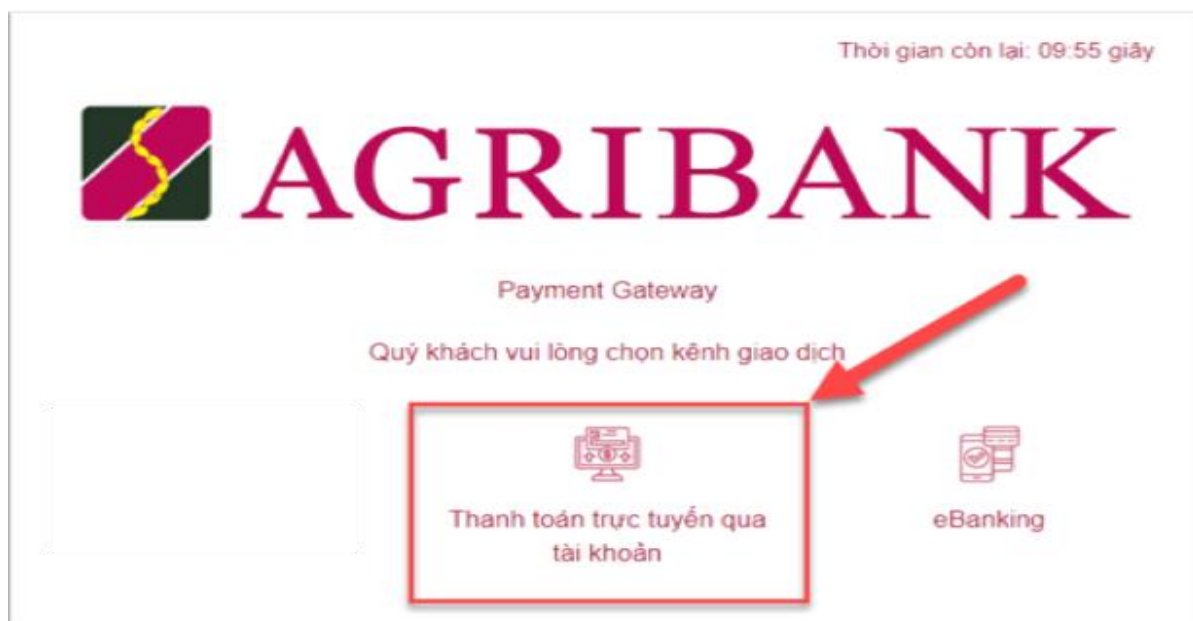 Thời gian còn lại: 09:55 giây
AGRIBANK
Payment Gateway
Quý khách vui lòng chọn kênh giao dịch
Thanh toán trực tuyến qua
tài khoản
eBanking